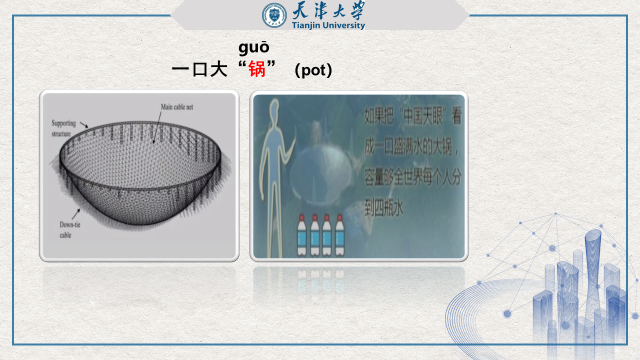 天津大学
Tianjin University
guō
一口大“锅”（pot）
Main cable net
Supporting
structure
Down-tie
cable
如果把“中国天眼”看
成一口盛满水的大锅，
容量够全世界每个人分
到四瓶水